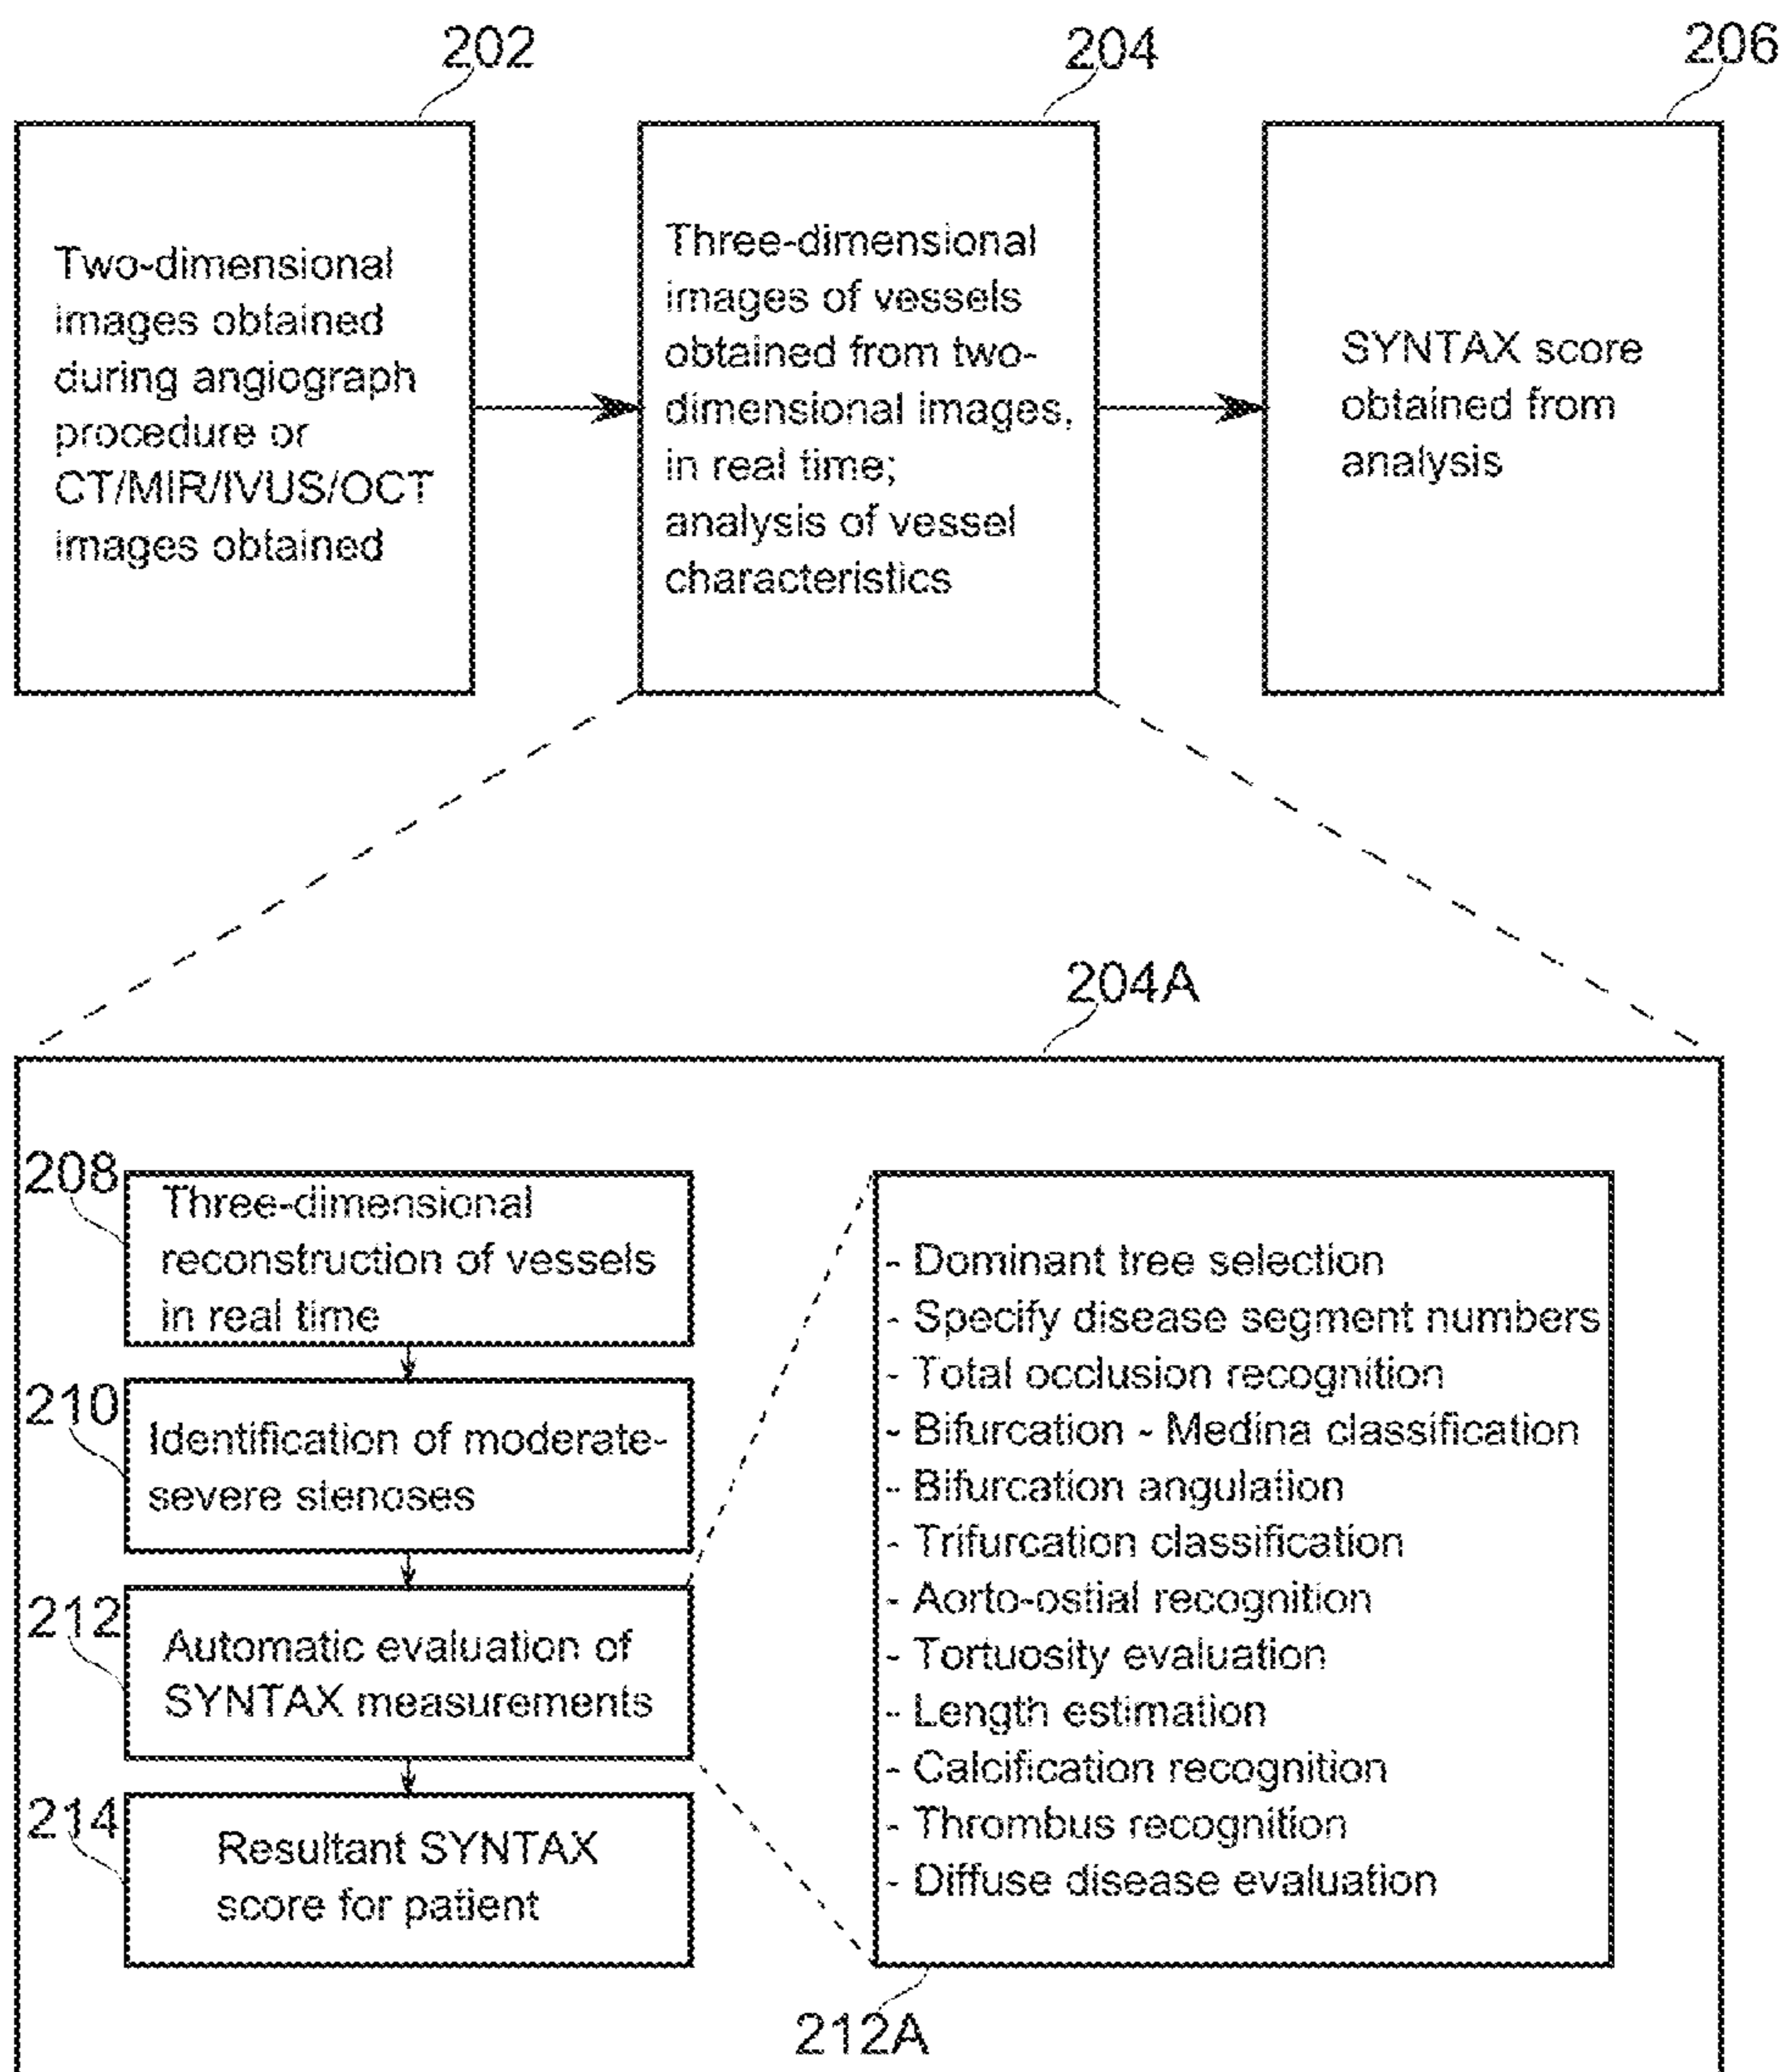 202
204
206
Two-dimensional
images obtained
during angiograph
procedure or
CT/MIR/IVUS/OCT
images obtained
Three-dimensional
images of vessels
obtained from two-
dimensional images,
in real time;
analysis of vessel
characteristics
SYNTAX score
obtained from
analysis
204A
208
Three-dimensional
reconstruction of vessels
in real time
210
Identification of moderate-
severe stenoses
212
Automatic evaluation of
SYNTAX measurements
214
Resultant SYNTAX
score for patient
- Dominant tree selection
- Specify disease segment numbers
- Total occlusion recognition
- Bifurcation - Medina classification
- Bifurcation angulation
- Trifurcation classification
- Aorto-ostial recognition
- Tortuosity evaluation
- Length estimation
- Calcification recognition
- Thrombus recognition
- Diffuse disease evaluation
212A